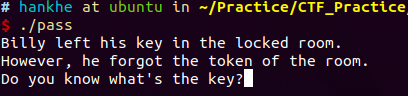 # hankhe at ubuntu in ~/Practice/CTF_Practice
$ ./pass
Billy left his key in the locked room.
However, he forgot the token of the room.
Do you know what's the key?